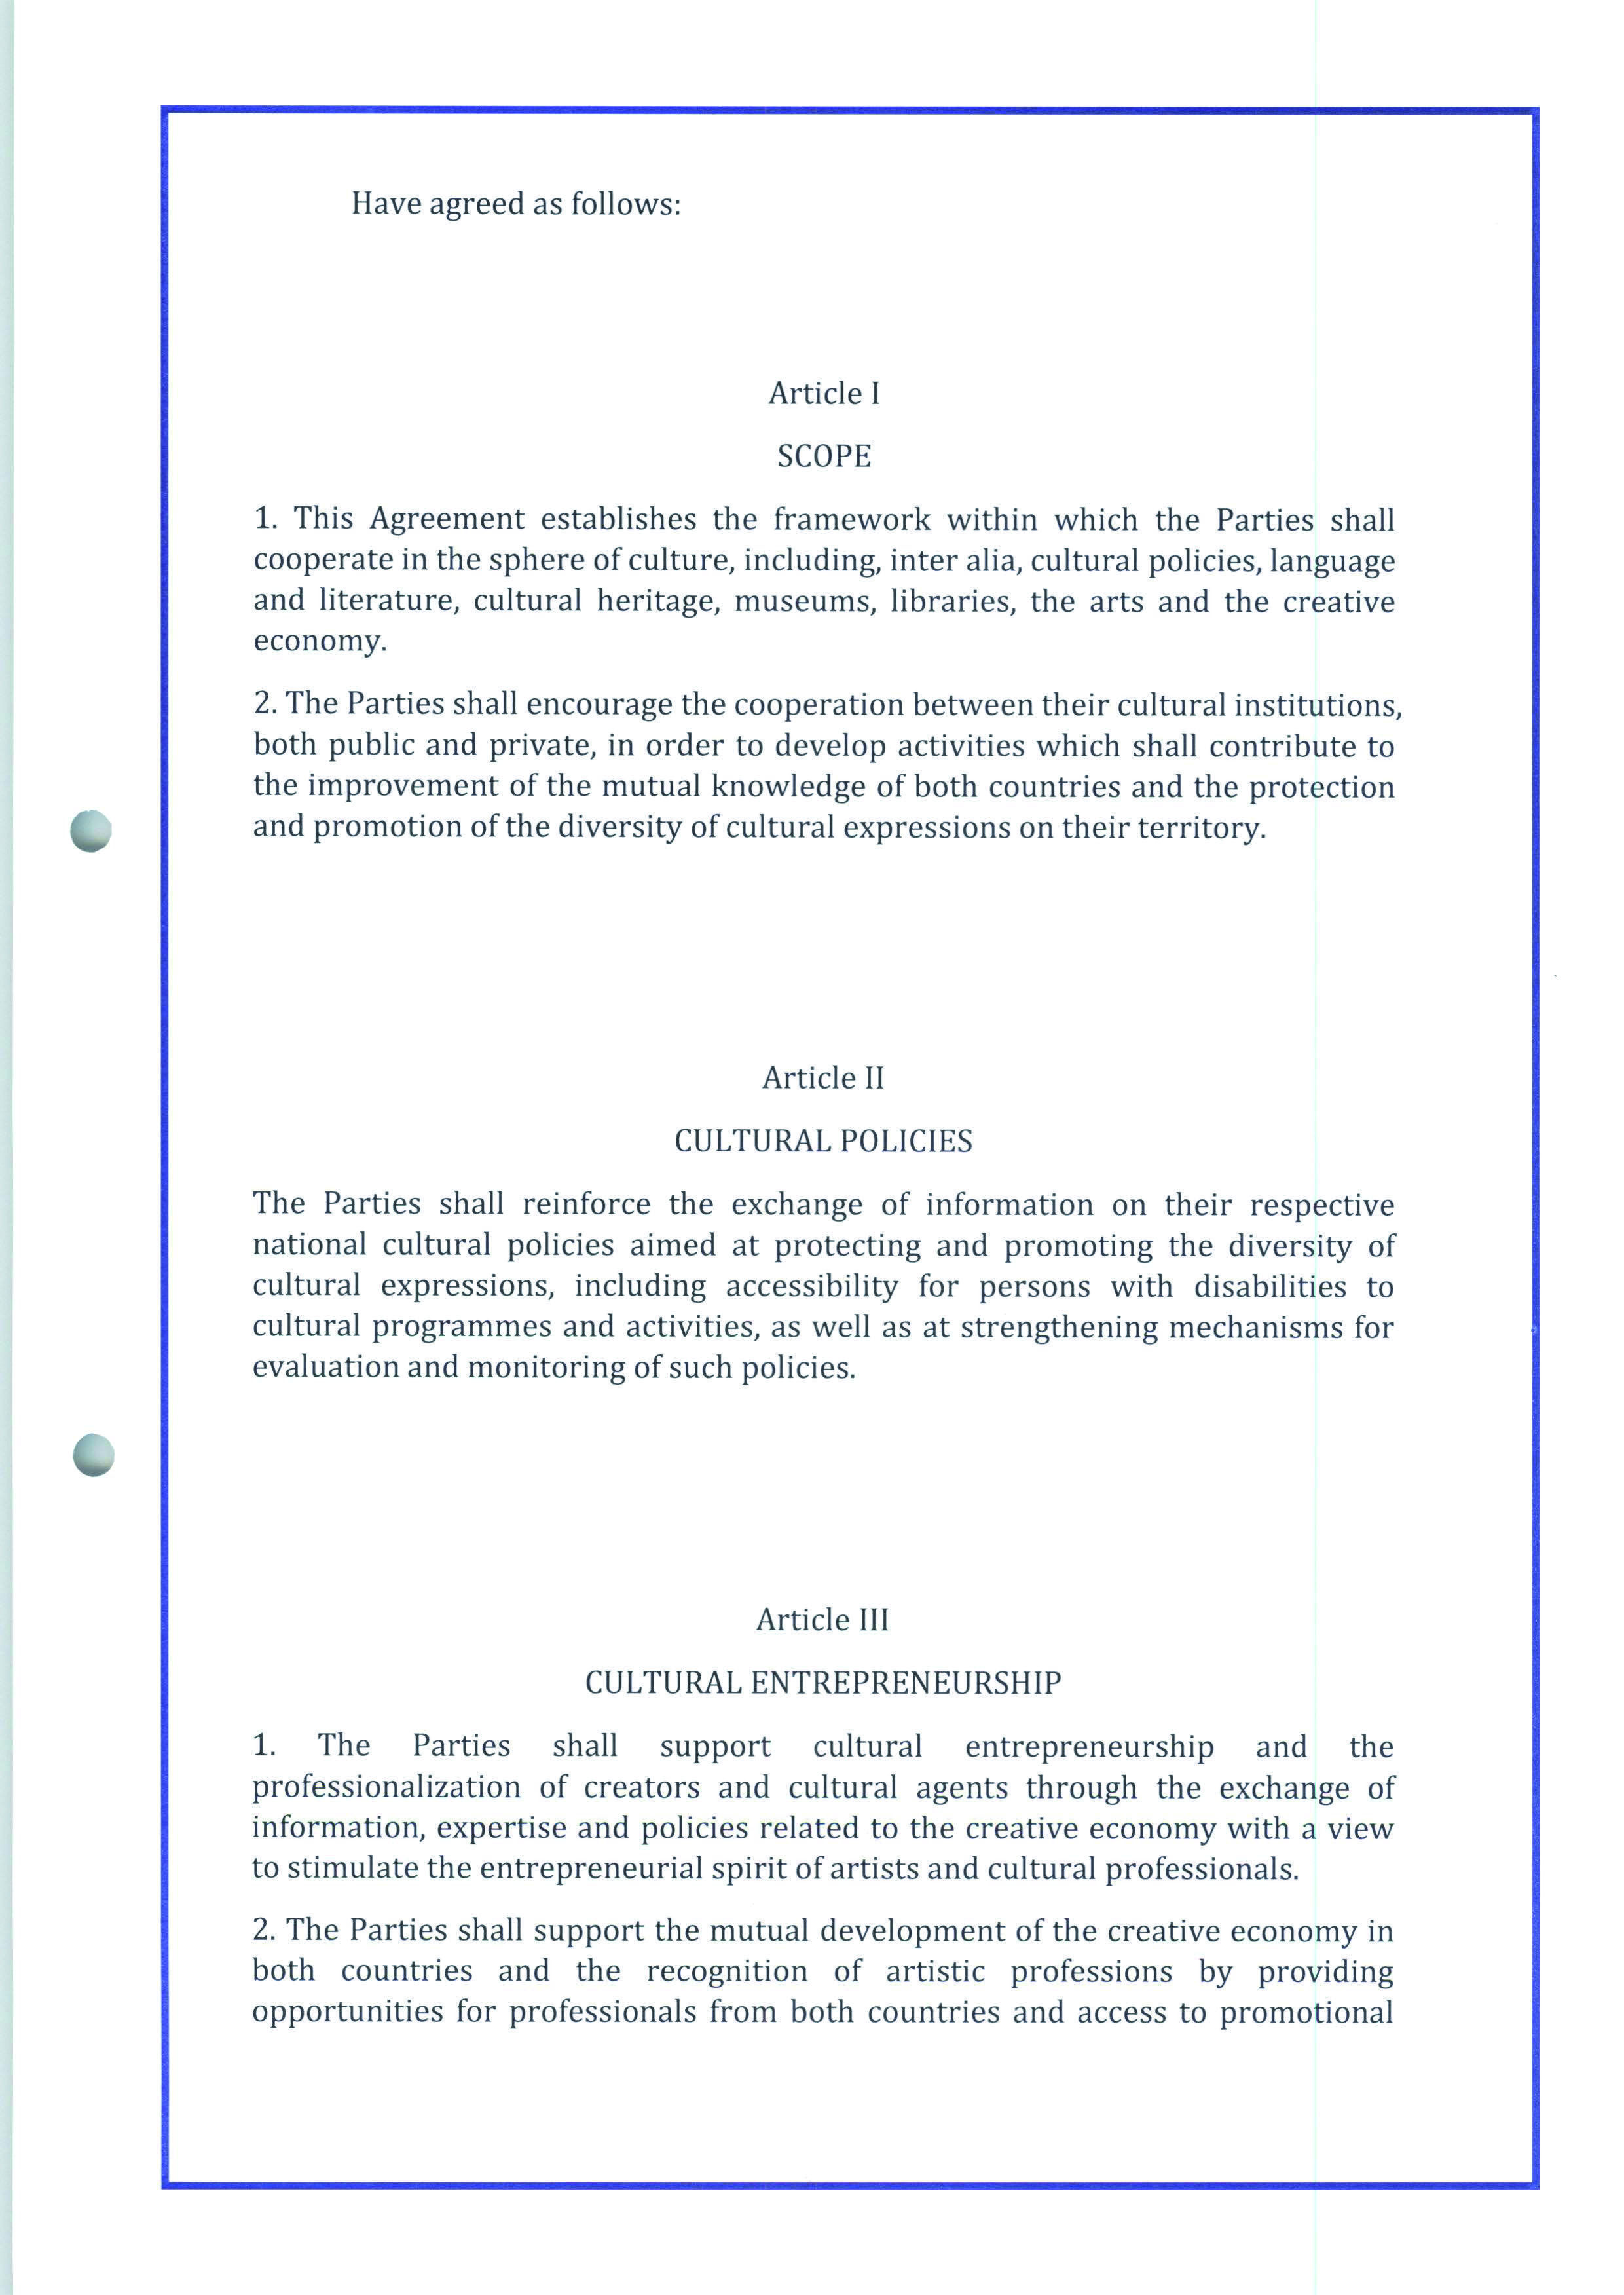 Have agreed as follows:
Article I
SCOPE
1. This Agreement establishes the framework within which the Parties shall
cooperate in the sphere of culture, including, inter alia, cultural policies, language
and literature, cultural heritage, museums, libraries, the arts and the creative
economy.
2. The Parties shall encourage the cooperation between their cultural institutions,
both public and private, in order to develop activities which shall contribute to
the improvement of the mutual knowledge of both countries and the protection
and promotion of the diversity of cultural expressions on their territory.
Article II
CULTURAL POLICIES
The Parties shall reinforce the exchange of information on their respective
national cultural policies aimed at protecting and promoting the diversity of
cultural expressions, including accessibility for persons with disabilities to
cultural programmes and activities, as well as at strengthening mechanisms for
evaluation and monitoring of such policies.
Article III
CULTURAL ENTREPRENEURSHIP
1. The Parties shall support cultural entrepreneurship and the
professionalization of creators and cultural agents through the exchange of
information, expertise and policies related to the creative economy with a view
to stimulate the entrepreneurial spirit of artists and cultural professionals.
2. The Parties shall support the mutual development of the creative economy in
both countries and the recognition of artistic professions by providing
opportunities for professionals from both countries and access to promotional